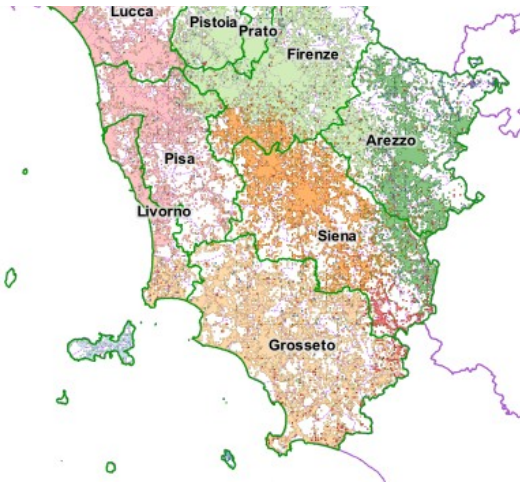 Lucca
Pistoia
Prato
Firenze
Arezzo
Pisa
Livorno
Siena
Grosseto